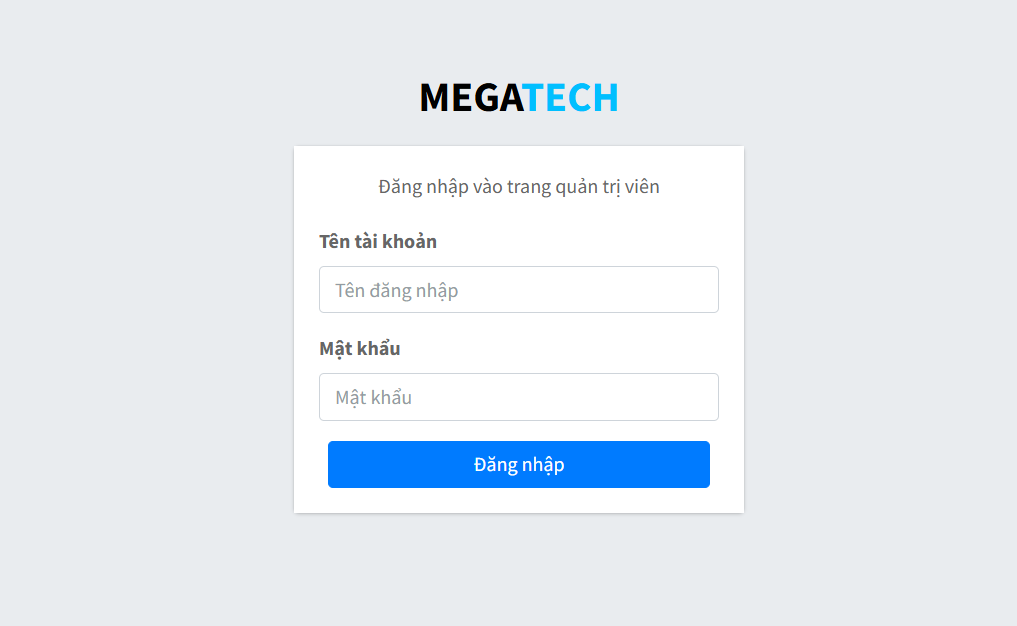 MEGATECH
Đăng nhập vào trang quản trị viên
Tên tài khoản
Tên đăng nhập
Mật khẩu
Mật khẩu
Đăng nhập